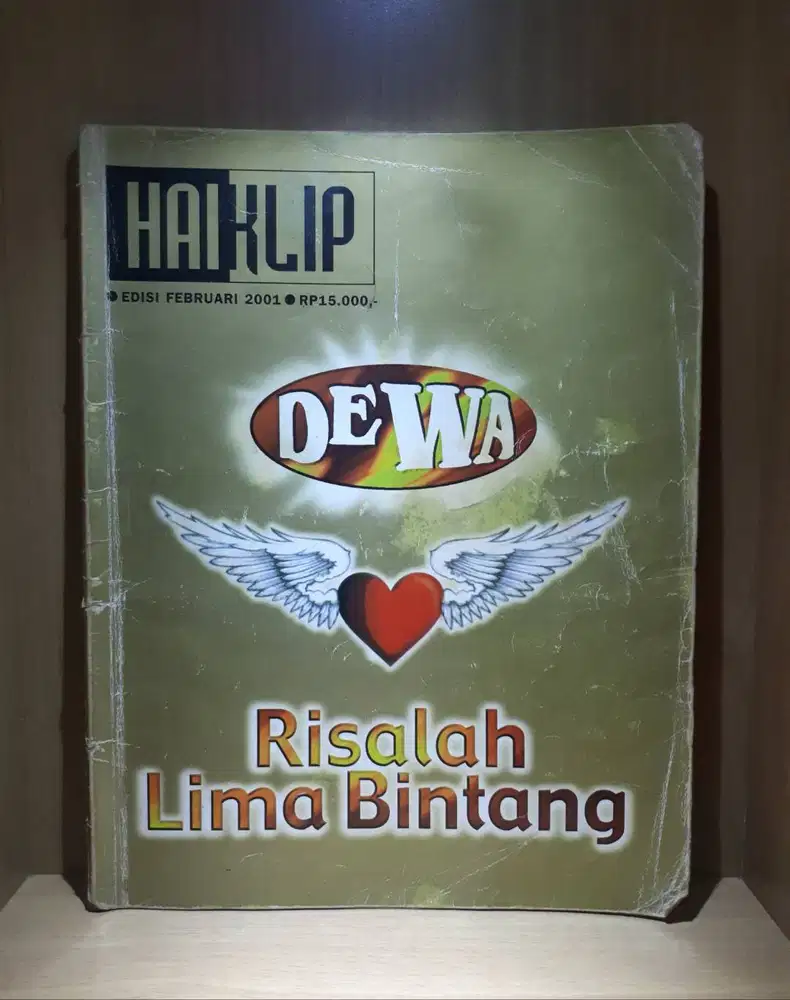 HAIKLIP
EDISI FEBRUARI 2001 ● RP15.000,-
DEWA
Risalah
Lima Bintang